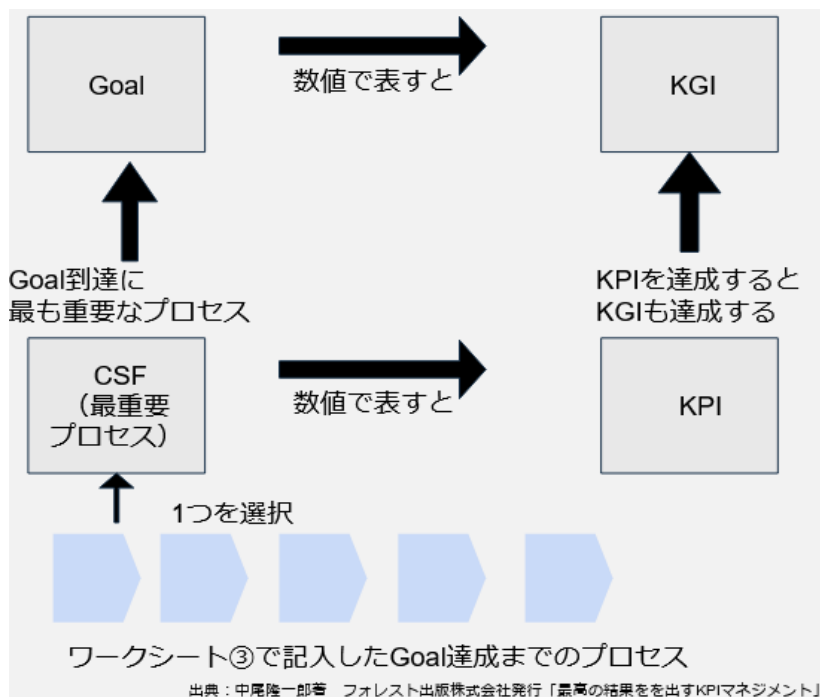 Goal
数値で表すと
KGI
Goal到達に
最も重要なプロセス
KPIを達成すると
KGIも達成する
CSF
（最重要
プロセス）
数値で表すと
KPI
1つを選択
ワークシート③で記入したGoal達成までのプロセス
出典：中尾隆一郎著　フォレスト出版株式会社発行「最高の結果をを出すKPIマネジメント」